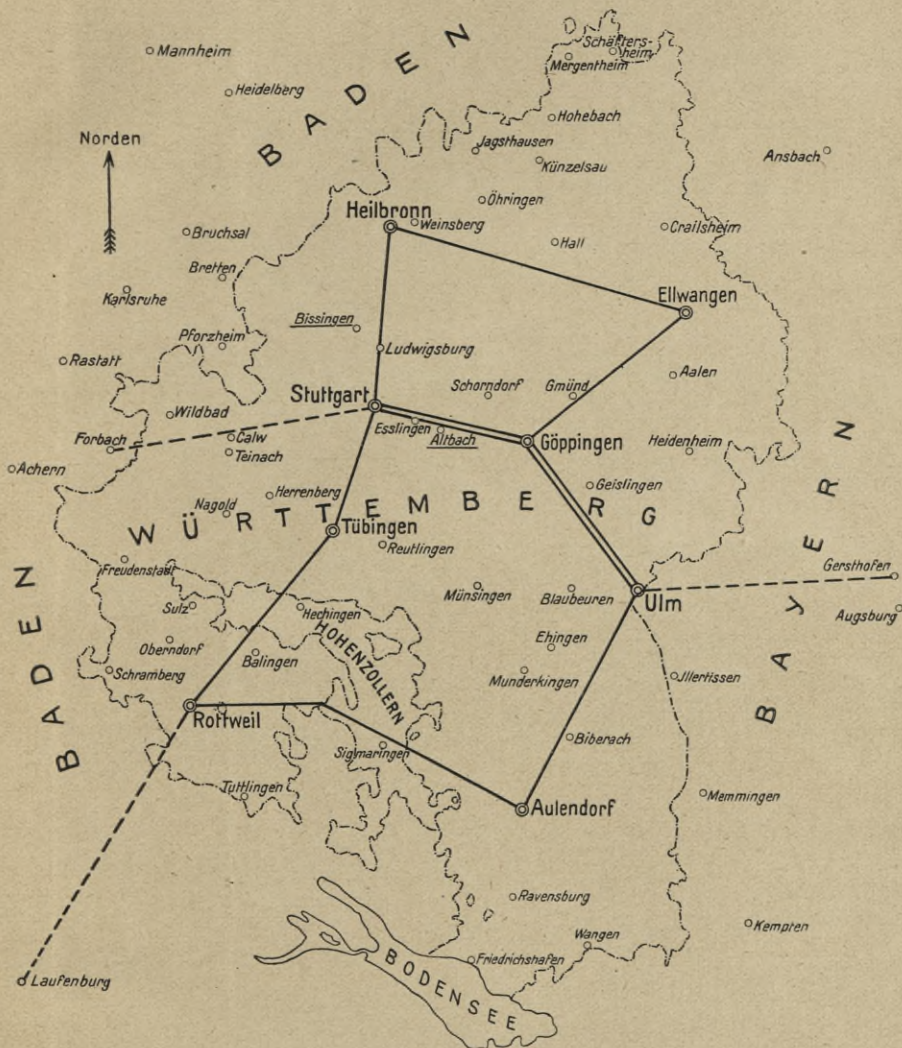 BADEN
Mannheim
Schäftersheim
Mergentheim
Heidelberg
Hohebach
Norden
Jagsthausen
Künzelsau
Ansbach
Öhringen
Heilbronn
Weinsberg
Bruchsal
Hall
Crailsheim
Bretten
Karlsruhe
Ellwangen
Bissingen
Pforzheim
Ludwigsburg
Rastatt
Aalen
Stuttgart
Schorndorf
Gmünd
Wildbad
Esslingen
Altbach
Göppingen
Forbach
Calw
Heidenheim
Teinach
Achern
Geislingen
Herrenberg
Nagold
WÜRTTEMBERG
BAYERN
Tübingen
Reutlingen
Freudenstadt
Gersthofen
Münsingen
Blaubeuren
Ulm
Sulz
Hechingen
Augsburg
BADEN
Oberndorf
HOHENZOLLERN
Ehingen
Balingen
Schramberg
Munderkingen
Jllertissen
Rottweil
Biberach
Sigmaringen
Tuttlingen
Memmingen
Aulendorf
Ravensburg
Kempten
Wangen
Friedrichshafen
BODENSEE
Laufenburg